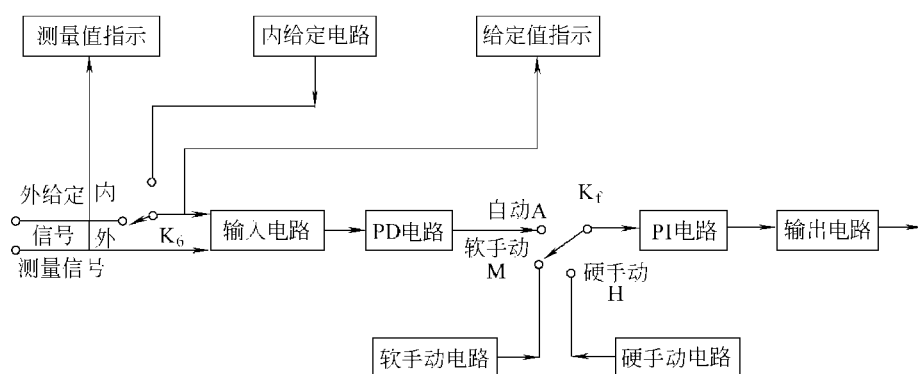 测量值指示
内给定电路
给定值指示
外给定
内
信号
外
K₆
测量信号
输入电路
PD电路
自动A
软手动
M
K_f
硬手动
H
PI电路
输出电路
软手动电路
硬手动电路